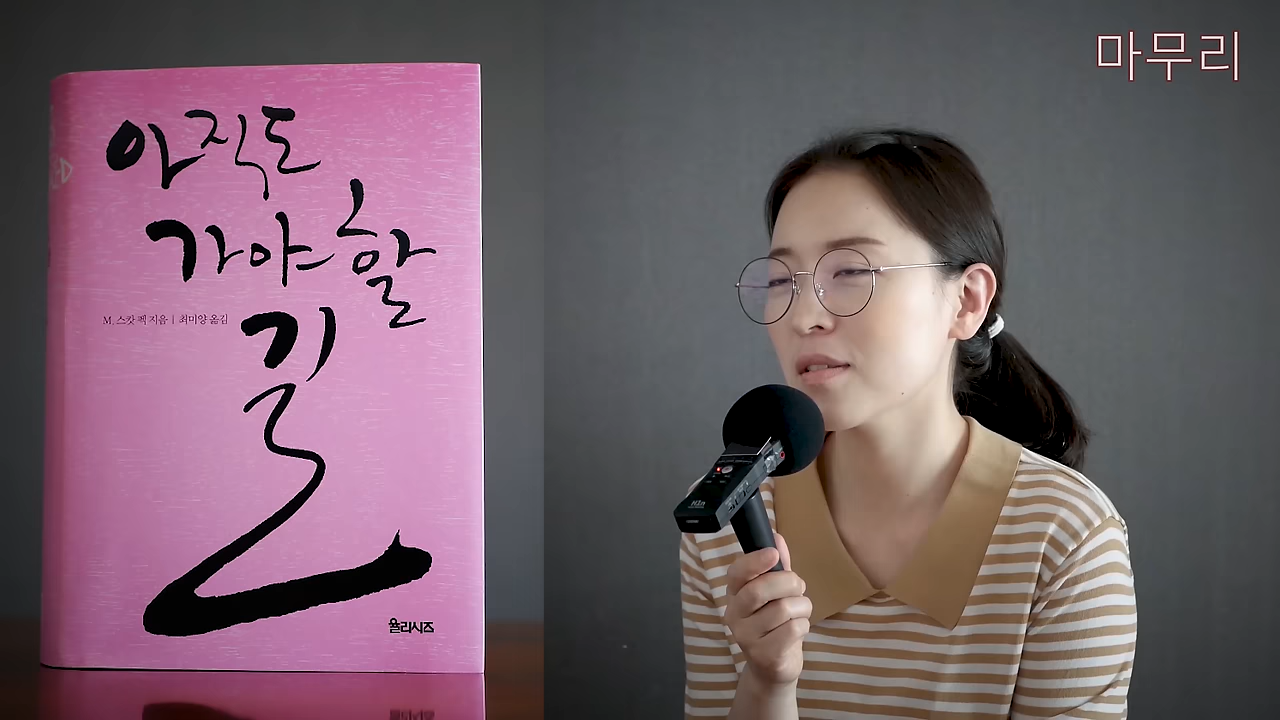 아직도
가야 할
길
M. 스캇 펙 지음 | 최미양 옮김
율리시즈
마무리
H1n